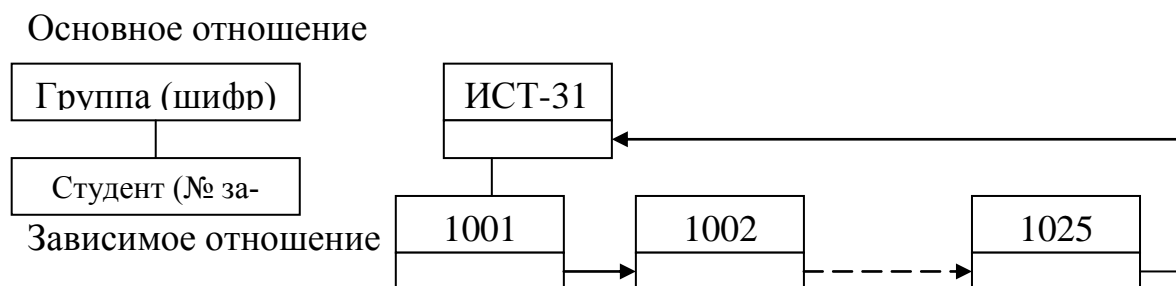 Основное отношение
Группа (шифр)
ИСТ-31
Студент (№ за-
Зависимое отношение
1001
1002
1025